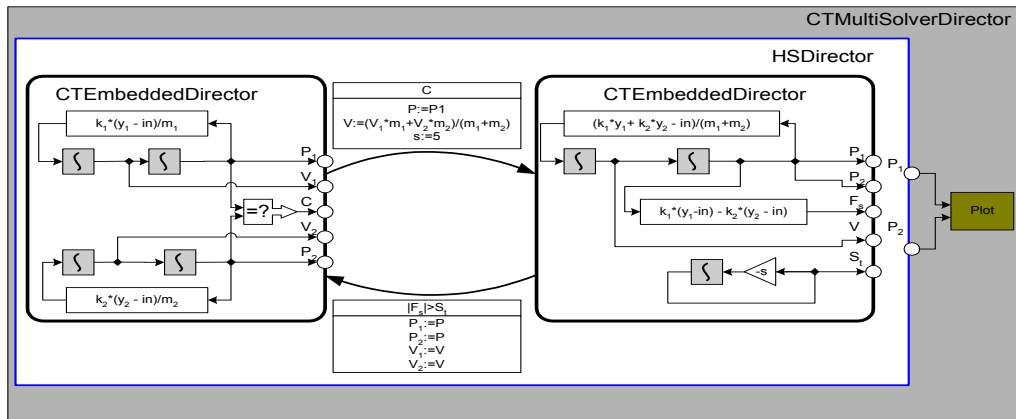 CTMultiSolverDirector
HSDirector
CTEmbeddedDirector
k₁*(y₁ - in)/m₁
∫ ∫
P₁
V₁
=?
C
V₂
∫ ∫
P₂
k₂*(y₂ - in)/m₂
C
P:=P1
V:=(V₁*m₁+V₂*m₂)/(m₁+m₂)
s:=5
|Fₛ|>Sₜ
P₁:=P
P₂:=P
V₁:=V
V₂:=V
CTEmbeddedDirector
(k₁*y₁+ k₂*y₂ - in)/(m₁+m₂)
∫ ∫
P₁
P₂
k₁*(y₁-in) - k₂*(y₂ - in)
Fₛ
V
∫ -s
Sₜ
P₁
P₂
Plot